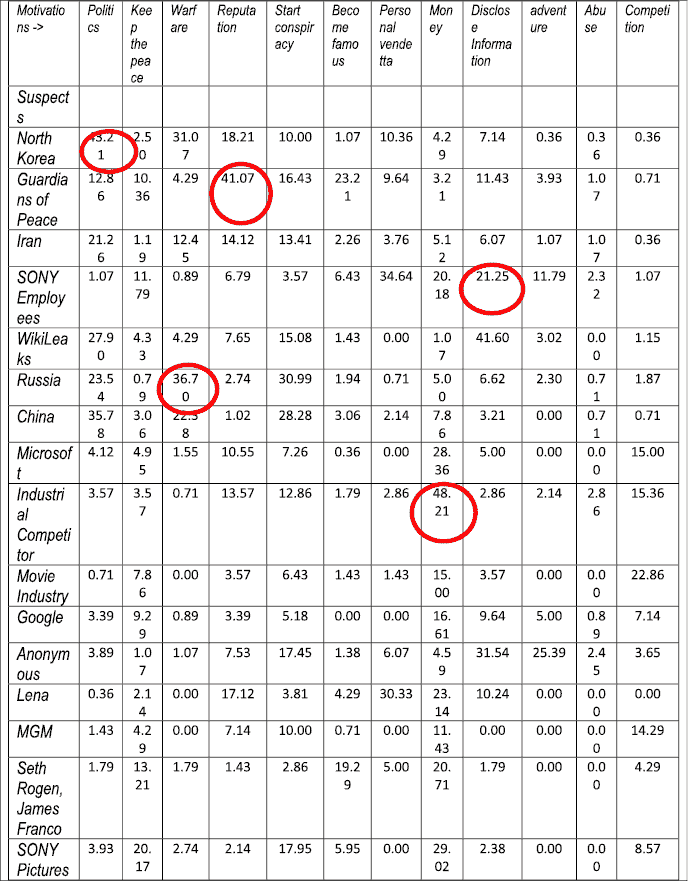 Motivatio Politi Kee Warf Reputa Start Beco Perso Mon Disclos advent Abu Competi
ns -> cs p are tion conspir me nal ey e ure se tion
the acy famo vende Informa
pea us tta tion
ce
Suspect
s
North 43.2 2.5 31.0 18.21 10.00 1.07 10.36 4.2 7.14 0.36 0.3 0.36
Korea 1 0 7 9 6
Guardia 12.8 10. 4.29 41.07 16.43 23.2 9.64 3.2 11.43 3.93 1.0 0.71
ns of 6 36 1 1 7
Peace
Iran 21.2 1.1 12.4 14.12 13.41 2.26 3.76 5.1 6.07 1.07 1.0 0.36
6 9 5 2 7
SONY 1.07 11. 0.89 6.79 3.57 6.43 34.64 20. 21.25 11.79 2.3 1.07
Employ 79 18 2
ees
WikiLea 27.9 4.3 4.29 7.65 15.08 1.43 0.00 1.0 41.60 3.02 0.0 1.15
ks 0 3 7 0
Russia 23.5 0.7 36.7 2.74 30.99 1.94 0.71 5.0 6.62 2.30 0.7 1.87
4 9 0 0 1
China 35.7 3.0 22.3 1.02 28.28 3.06 2.14 7.8 3.21 0.00 0.7 0.71
8 6 8 6 1
Microsof 4.12 4.9 1.55 10.55 7.26 0.36 0.00 28. 5.00 0.00 0.0 15.00
t 5 36 0
Industri 3.57 3.5 0.71 13.57 12.86 1.79 2.86 48. 2.86 2.14 2.8 15.36
al 7 21 6
Competi
tor
Movie 0.71 7.8 0.00 3.57 6.43 1.43 1.43 15. 3.57 0.00 0.0 22.86
Industry 6 00 0
Google 3.39 9.2 0.89 3.39 5.18 0.00 0.00 16. 9.64 5.00 0.8 7.14
9 61 9
Anonym 3.89 1.0 1.07 7.53 17.45 1.38 6.07 4.5 31.54 25.39 2.4 3.65
ous 7 9 5
Lena 0.36 2.1 0.00 17.12 3.81 4.29 30.33 23. 10.24 0.00 0.0 0.00
4 14 0
MGM 1.43 4.2 0.00 7.14 10.00 0.71 0.00 11. 0.00 0.00 0.0 14.29
9 43 0
Seth 1.79 13. 1.79 1.43 2.86 19.2 5.00 20. 1.79 0.00 0.0 4.29
Rogen, 21 9 71 0
James
Franco
SONY 3.93 20. 2.74 2.14 17.95 5.95 0.00 29. 2.38 0.00 0.0 8.57
Pictures 17 02 0